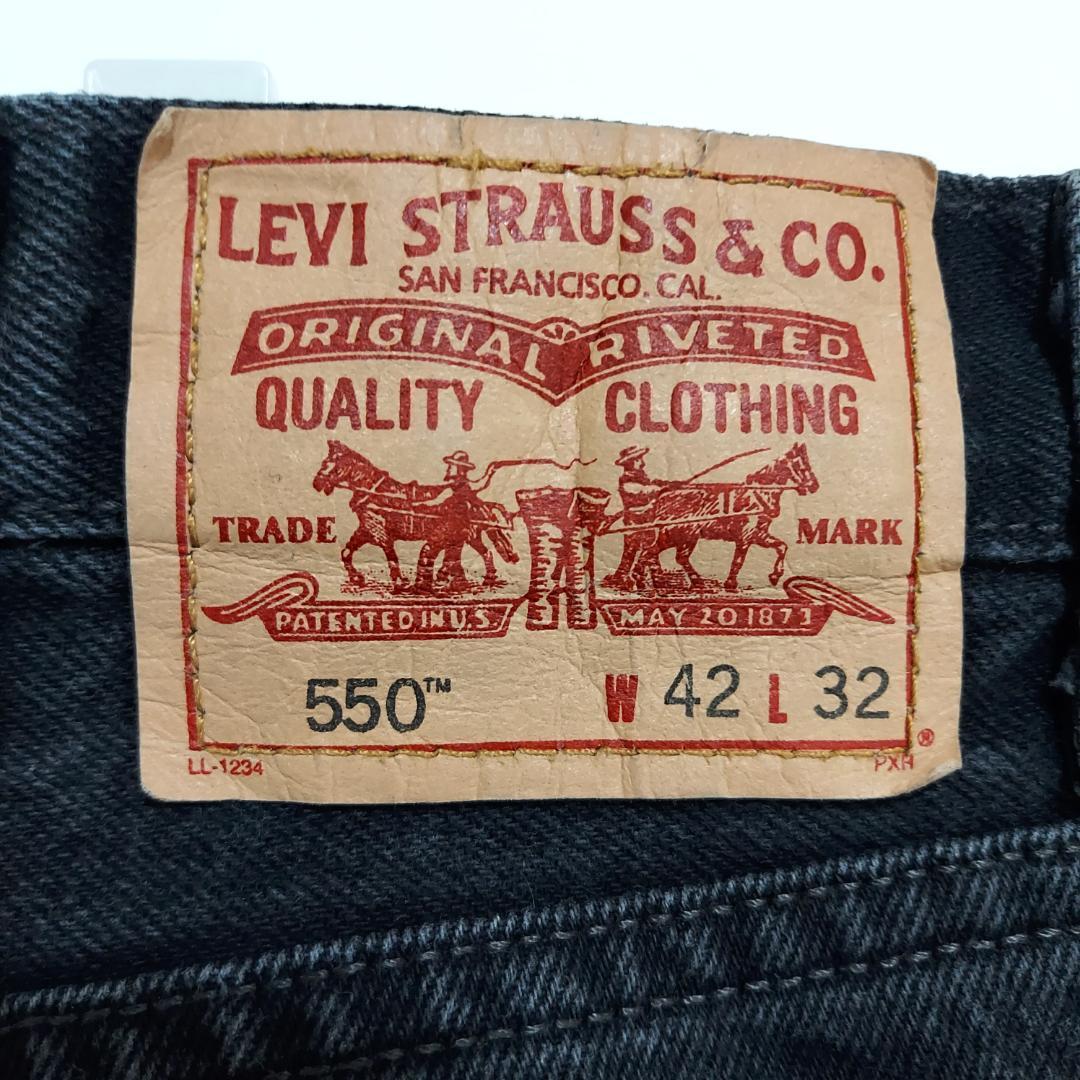 LEVI STRAUSS & CO.
SAN FRANCISCO, CAL.
ORIGINAL RIVETED
QUALITY CLOTHING
TRADE MARK
PATENTED IN U.S. MAY 20 1873
550™ W 42 L 32
®
LL-1234 PXH